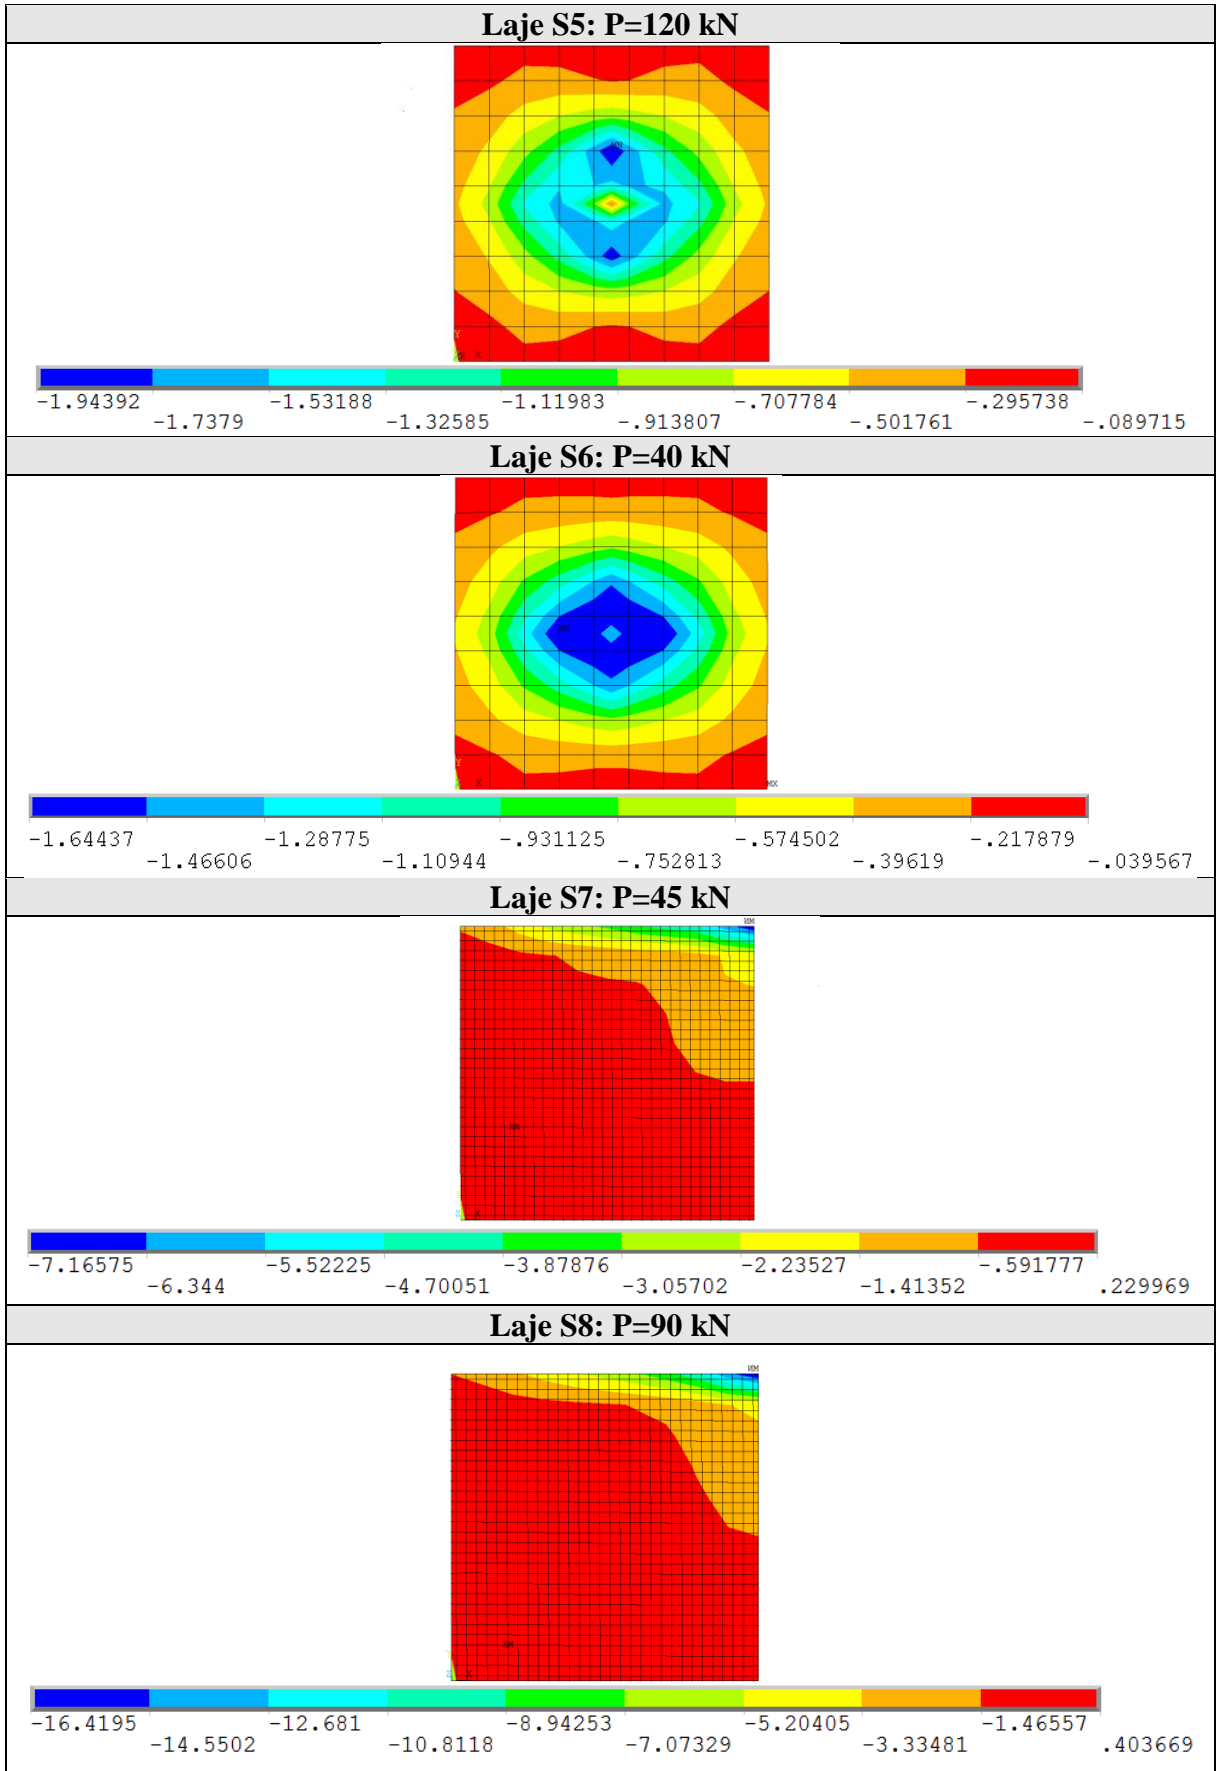 Laje S5: P=120 kN
Y
X
-1.94392 -1.53188 -1.11983 -.707784 -.295738
-1.7379 -1.32585 -.913807 -.501761 -.089715
Laje S6: P=40 kN
Y
X MX
-1.64437 -1.28775 -.931125 -.574502 -.217879
-1.46606 -1.10944 -.752813 -.39619 -.039567
Laje S7: P=45 kN
X
-7.16575 -5.52225 -3.87876 -2.23527 -.591777
-6.344 -4.70051 -3.05702 -1.41352 .229969
Laje S8: P=90 kN
X
-16.4195 -12.681 -8.94253 -5.20405 -1.46557
-14.5502 -10.8118 -7.07329 -3.33481 .403669